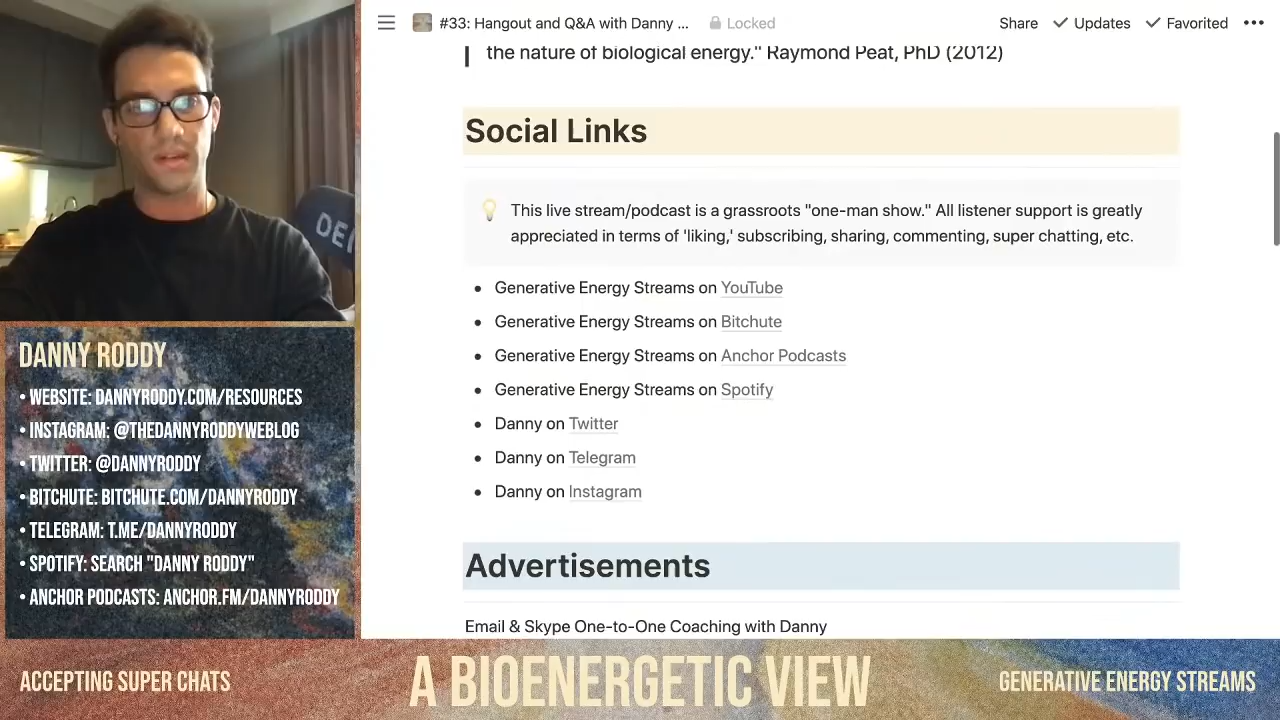 #33: Hangout and Q&A with Danny ...
Locked
Share
Updates
Favorited
the nature of biological energy." Raymond Peat, PhD (2012)
Social Links
This live stream/podcast is a grassroots "one-man show." All listener support is greatly
appreciated in terms of 'liking,' subscribing, sharing, commenting, super chatting, etc.
• Generative Energy Streams on YouTube
• Generative Energy Streams on Bitchute
• Generative Energy Streams on Anchor Podcasts
• Generative Energy Streams on Spotify
• Danny on Twitter
• Danny on Telegram
• Danny on Instagram
Advertisements
Email & Skype One-to-One Coaching with Danny
DANNY RODDY
• WEBSITE: DANNYRODDY.COM/RESOURCES
• INSTAGRAM: @THEDANNYRODDYWEBLOG
• TWITTER: @DANNYRODDY
• BITCHUTE: BITCHUTE.COM/DANNYRODDY
• TELEGRAM: T.ME/DANNYRODDY
• SPOTIFY: SEARCH "DANNY RODDY"
• ANCHOR PODCASTS: ANCHOR.FM/DANNYRODDY
ACCEPTING SUPER CHATS
A BIOENERGETIC VIEW
GENERATIVE ENERGY STREAMS